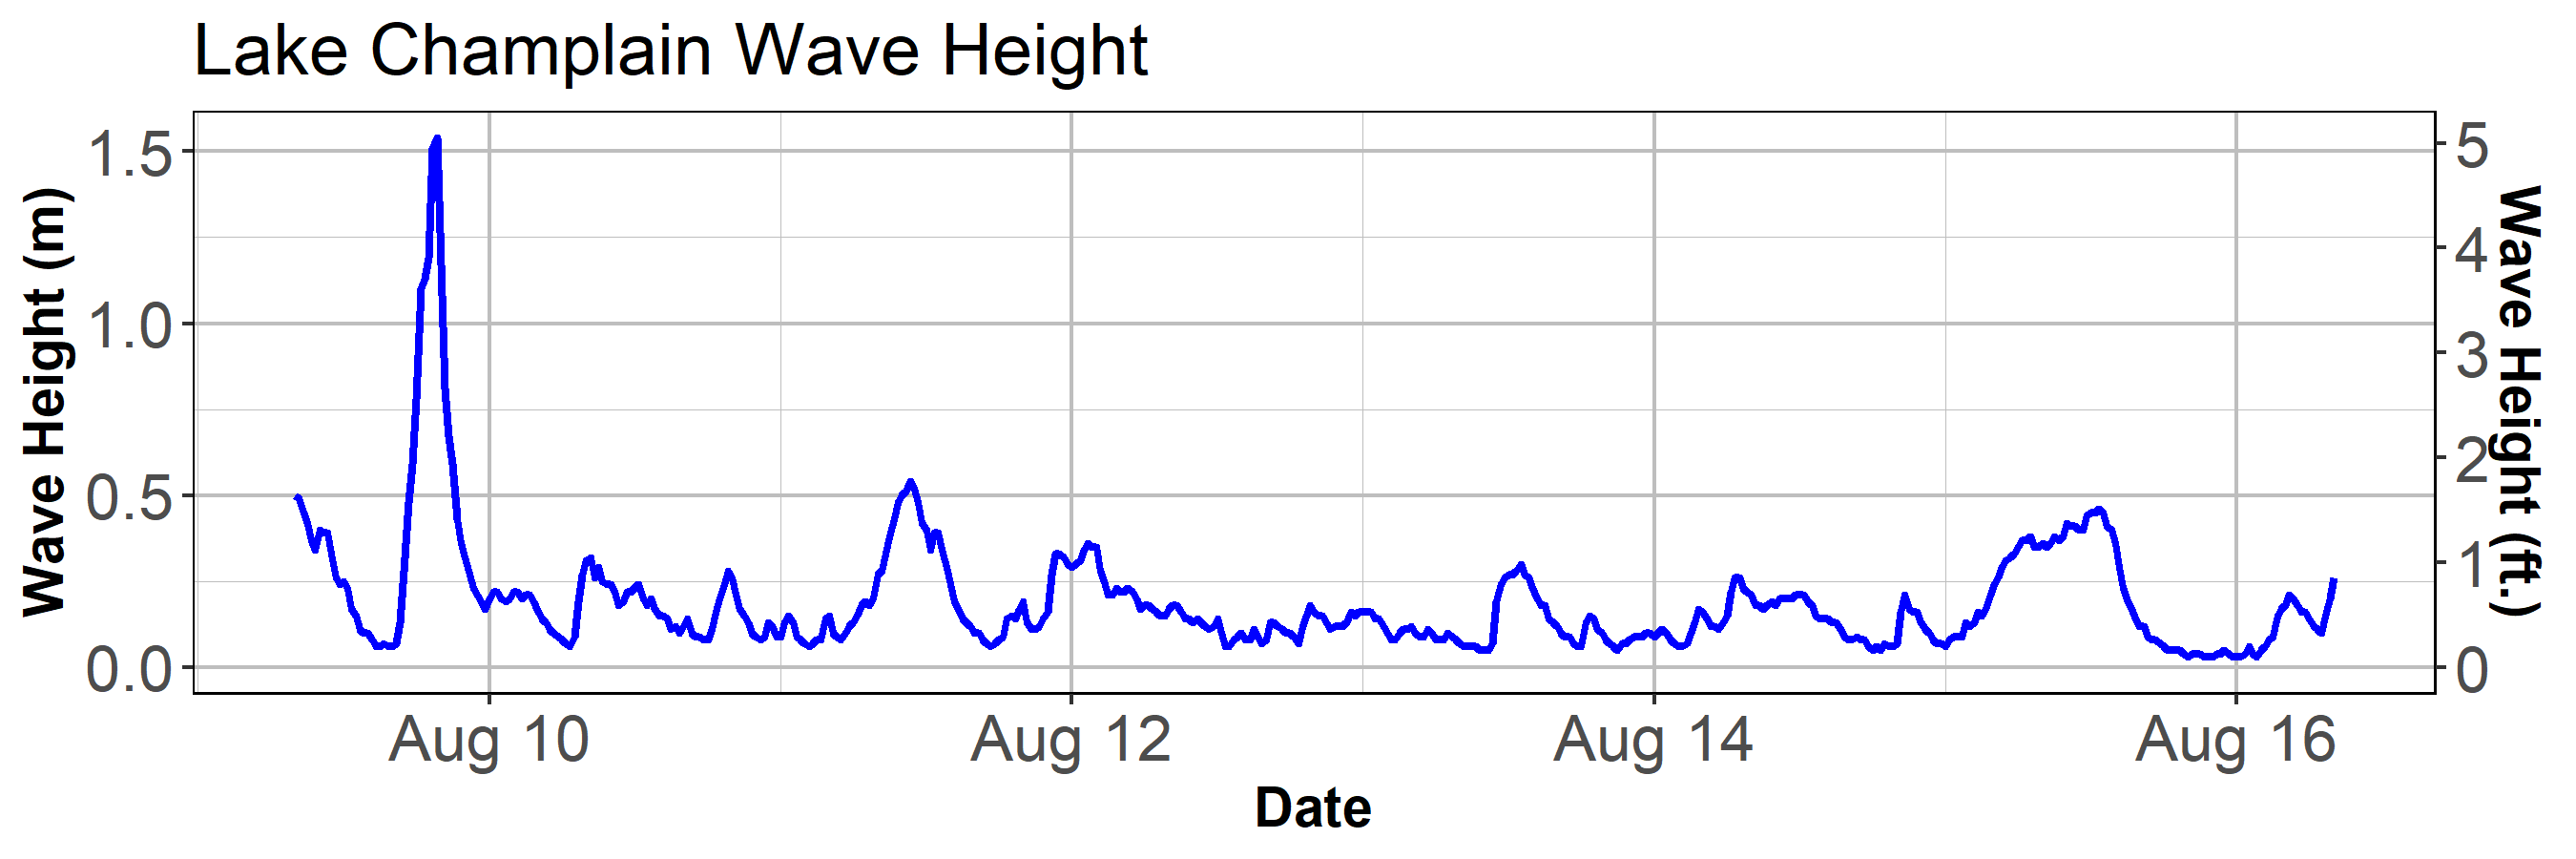 Lake Champlain Wave Height
Wave Height (m)
1.5
1.0
0.5
0.0
5
4
3
2
1
0
Wave Height (ft.)
Aug 10
Aug 12
Aug 14
Aug 16
Date